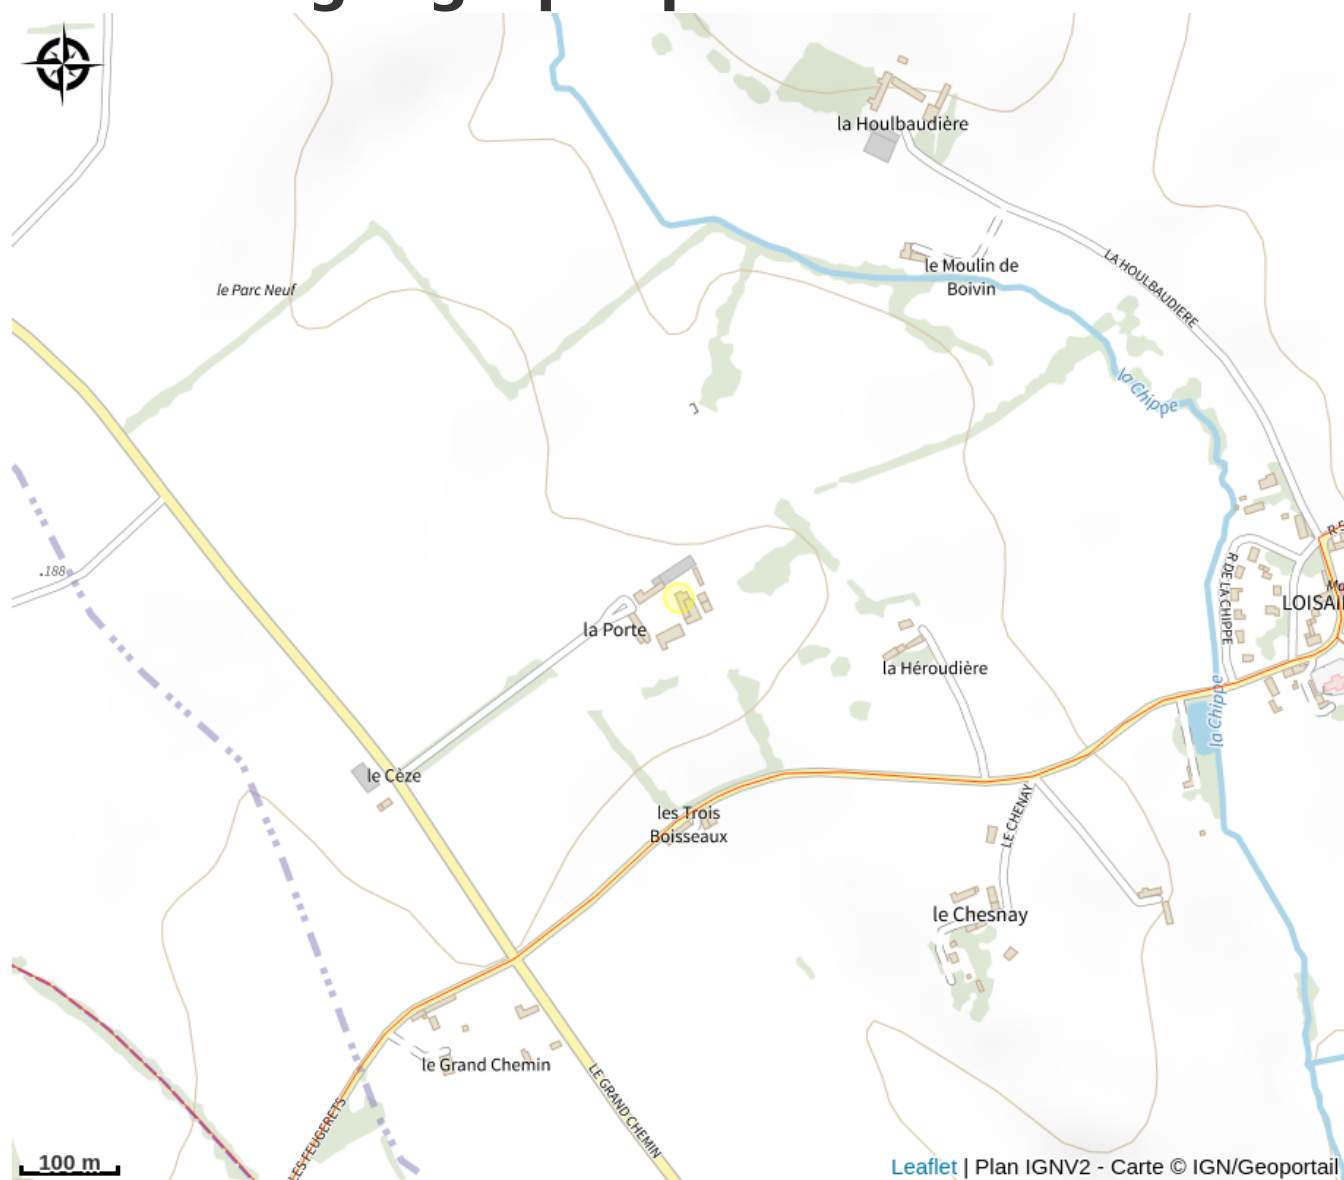 la Houlbaudière
le Moulin de
Boivin
LA HOULBAUDIERE
le Parc Neuf
la Chippe
.188
R DE LA CHIPPE
la Porte
la Héroudière
la Chippe
le Cèze
les Trois
Boisseaux
LE CHENAY
le Chesnay
le Grand Chemin
LE GRAND CHEMIN
LES FEUGERETS
100 m
Leaflet | Plan IGNV2 - Carte © IGN/Geoportail